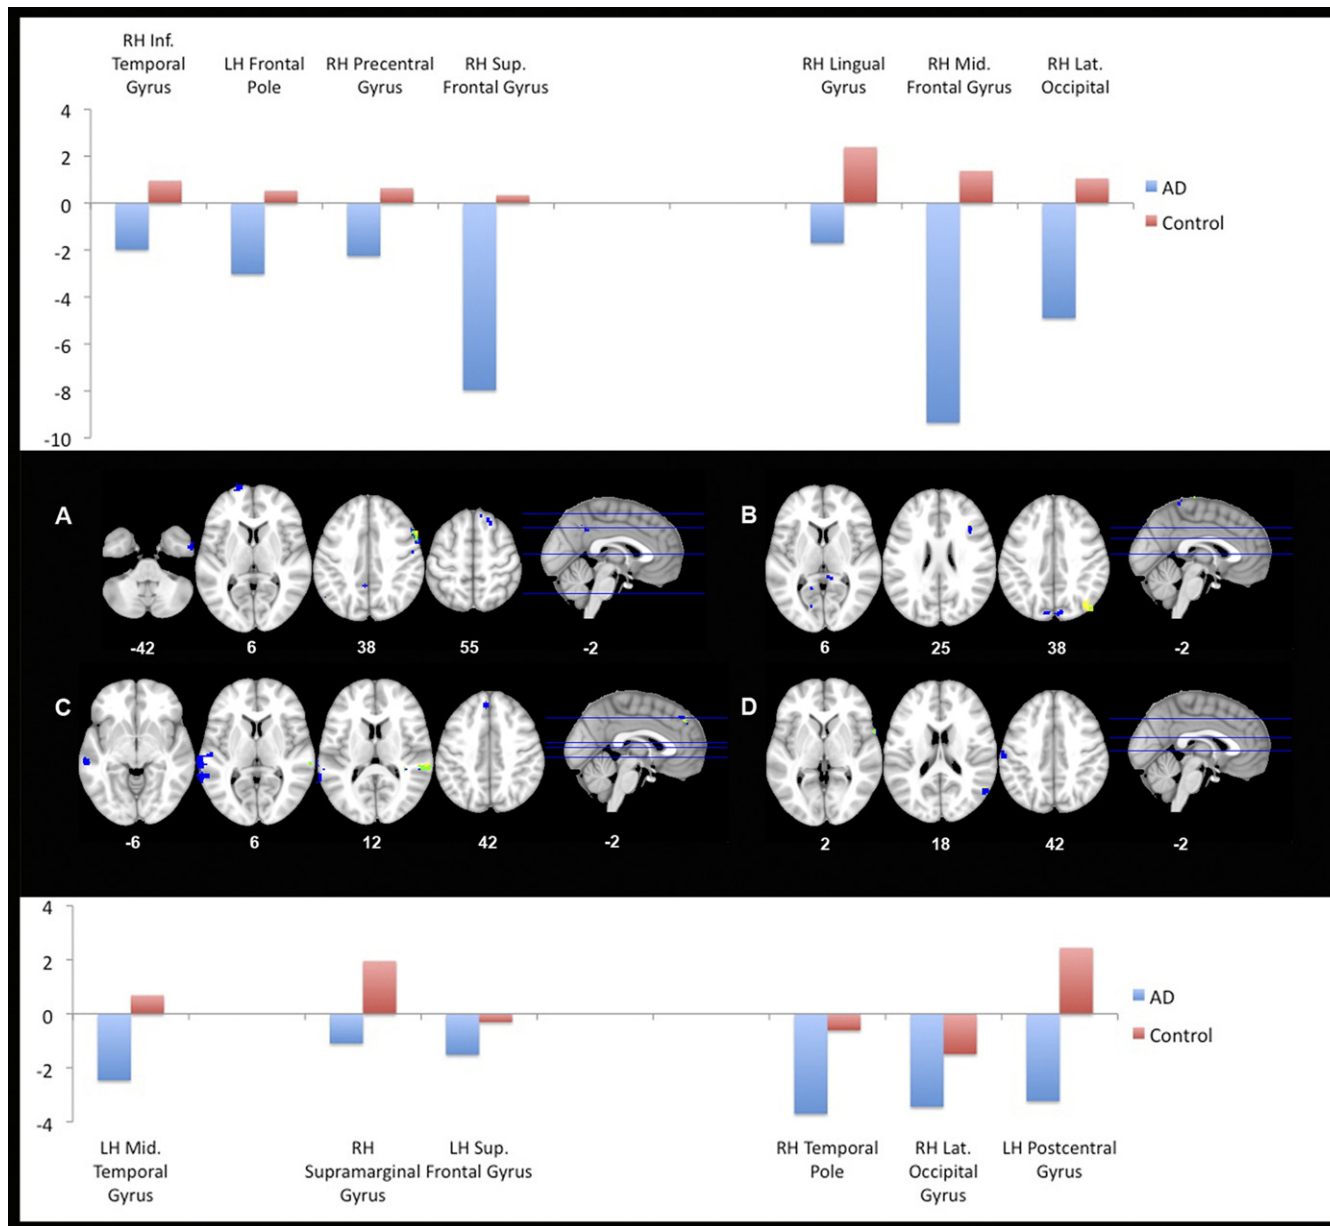 RH Inf.
Temporal
Gyrus
LH Frontal
Pole
RH Precentral
Gyrus
RH Sup.
Frontal Gyrus
RH Lingual
Gyrus
RH Mid.
Frontal Gyrus
RH Lat.
Occipital
4
2
0
-2
-4
-6
-8
-10
AD
Control
A
-42
6
38
55
-2
B
6
25
38
-2
C
-6
6
12
42
-2
D
2
18
42
-2
4
2
0
-2
-4
AD
Control
LH Mid.
Temporal
Gyrus
RH
Supramarginal
Gyrus
LH Sup.
Frontal Gyrus
RH Temporal
Pole
RH Lat.
Occipital
Gyrus
LH Postcentral
Gyrus